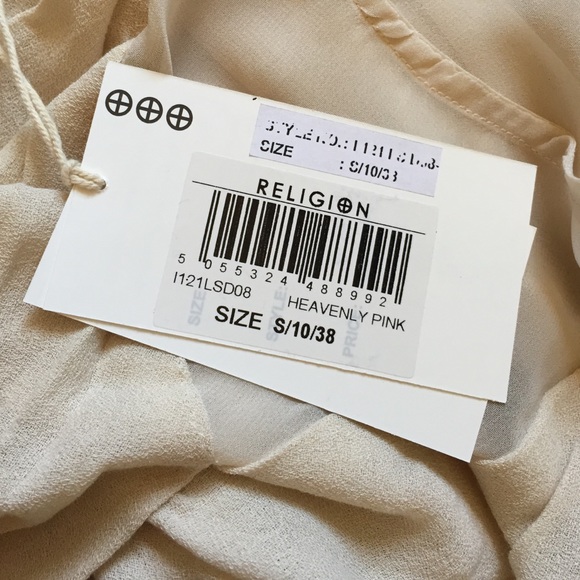 SIZE : S/10/38
RELIGION
5 055324 488992
I121LSD08 HEAVENLY PINK
SIZE S/10/38